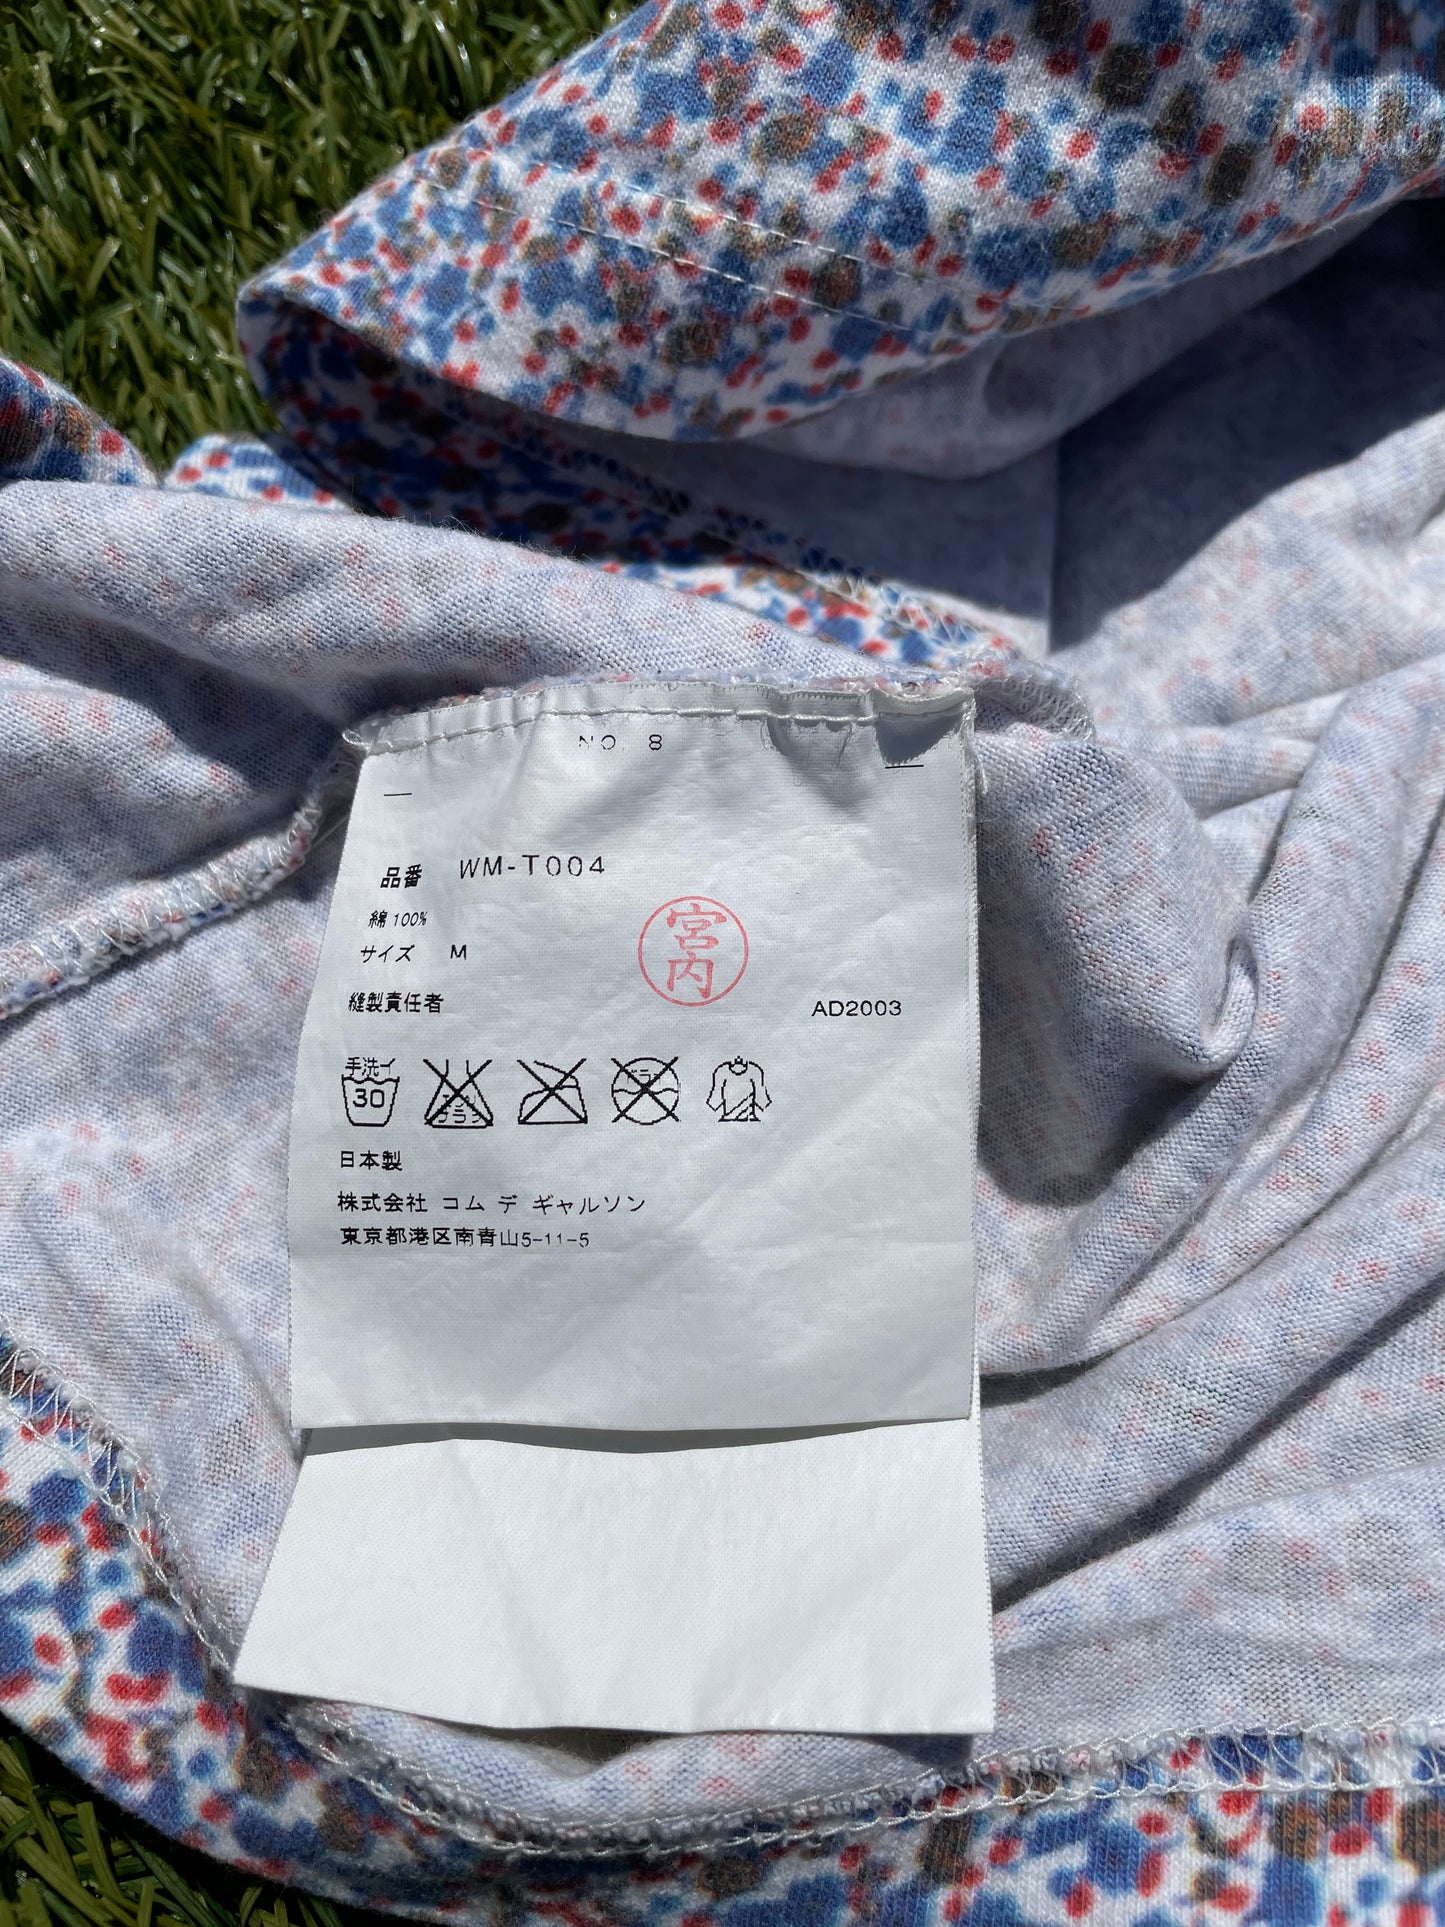 NO. 8
品番 WM-T004
綿 100%
サイズ M
宮内
縫製責任者
AD2003
手洗イ
30
日本製
株式会社 コム デ ギャルソン
東京都港区南青山5-11-5